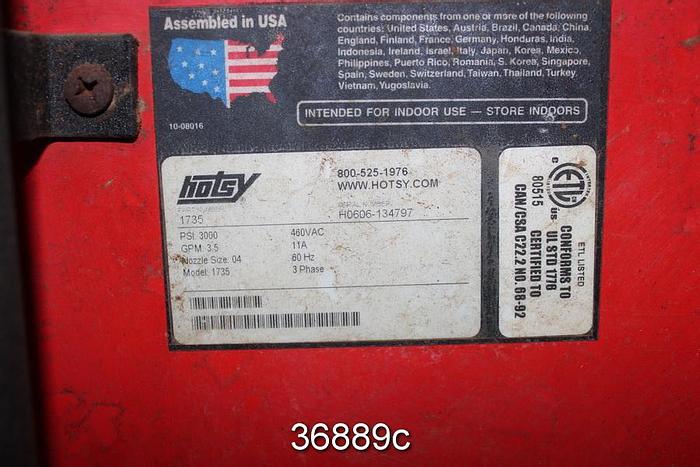 Assembled in USA
10-08016
Contains components from one or more of the following
countries: United States, Austria, Brazil, Canada, China,
England, Finland, France, Germany, Honduras, India,
Indonesia, Ireland, Israel, Italy, Japan, Korea, Mexico,
Philippines, Puerto Rico, Romania, S. Korea, Singapore,
Spain, Sweden, Switzerland, Taiwan, Thailand, Turkey,
Vietnam, Yugoslavia.
INTENDED FOR INDOOR USE — STORE INDOORS
HOTSY
800-525-1976
WWW.HOTSY.COM
SERIAL NUMBER
1735
H0606-134797
PSI: 3000
460VAC
GPM: 3.5
11A
Nozzle Size: 04
60 Hz
Model: 1735
3 Phase
ETL LISTED
CONFORMS TO
UL STD 1776
CERTIFIED TO
CAN/CSA C22.2 NO. 68-92
c ETL us
80515
36889c